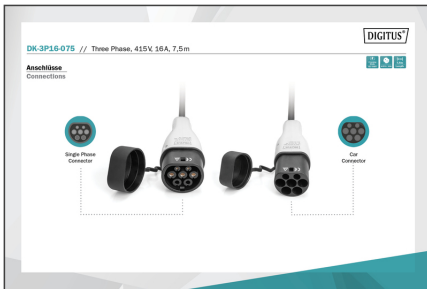 DIGITUS®
DK-3P16-075 // Three Phase, 415V, 16A, 7,5m
Anschlüsse
Connections
Single Phase
Connector
Car
Connector